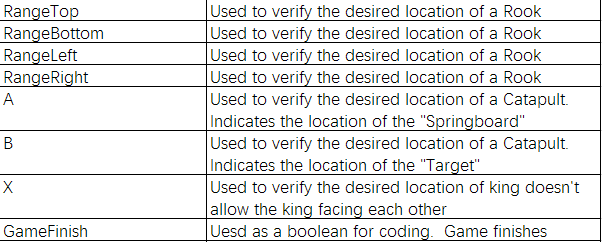 RangeTop Used to verify the desired location of a Rook
RangeBottom Used to verify the desired location of a Rook
RangeLeft Used to verify the desired location of a Rook
RangeRight Used to verify the desired location of a Rook
A Used to verify the desired location of a Catapult.
Indicates the location of the "Springboard"
B Used to verify the desired location of a Catapult.
Indicates the location of the "Target"
X Used to verify the desired location of king doesn't
allow the king facing each other
GameFinish Uesd as a boolean for coding. Game finishes